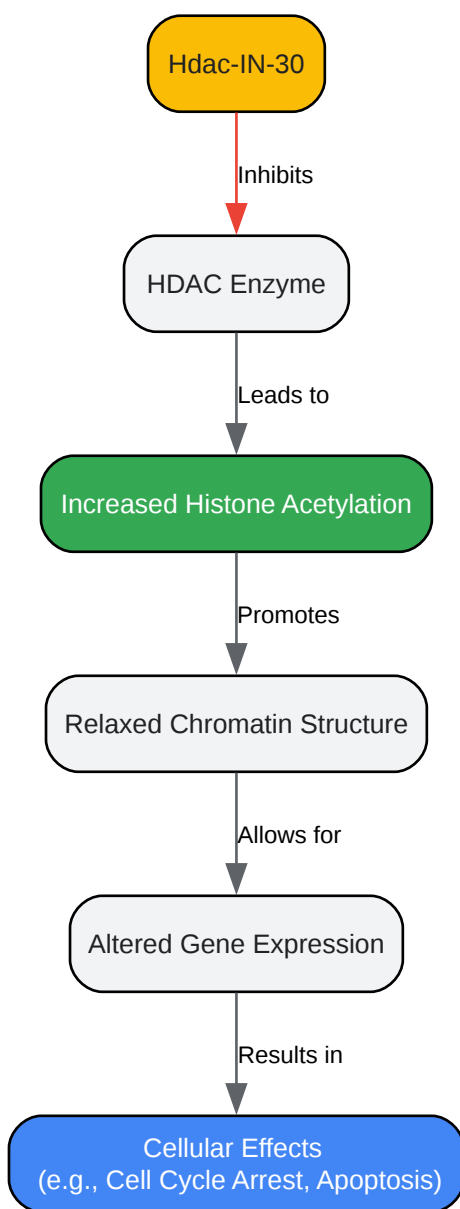 Hdac-IN-30
Inhibits
HDAC Enzyme
Leads to
Increased Histone Acetylation
Promotes
Relaxed Chromatin Structure
Allows for
Altered Gene Expression
Results in
Cellular Effects
(e.g., Cell Cycle Arrest, Apoptosis)